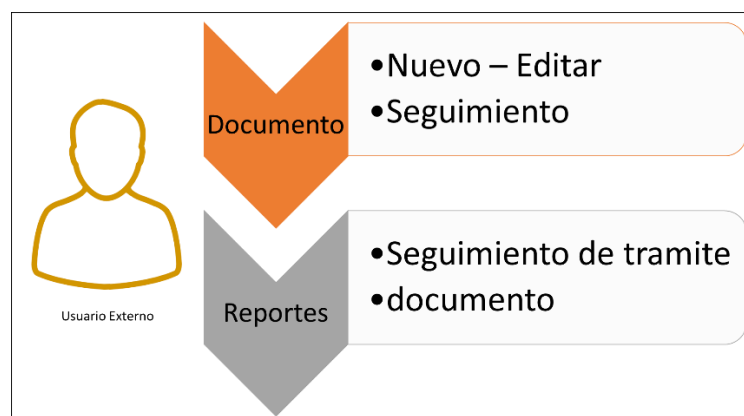 Documento
•Nuevo – Editar
•Seguimiento
Usuario Externo
Reportes
•Seguimiento de tramite
•documento